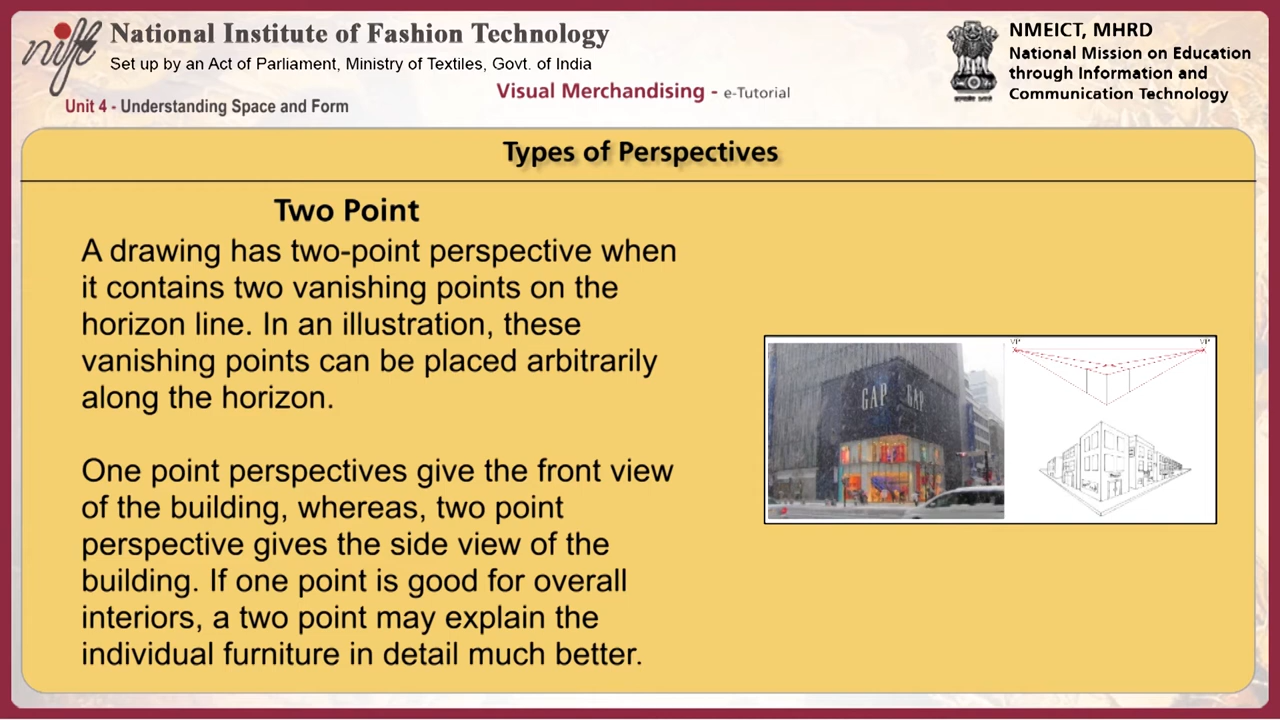 nift
National Institute of Fashion Technology
Set up by an Act of Parliament, Ministry of Textiles, Govt. of India
Unit 4 - Understanding Space and Form
Visual Merchandising - e-Tutorial
NMEICT, MHRD
National Mission on Education
through Information and
Communication Technology
Types of Perspectives
Two Point
A drawing has two-point perspective when
it contains two vanishing points on the
horizon line. In an illustration, these
vanishing points can be placed arbitrarily
along the horizon.
One point perspectives give the front view
of the building, whereas, two point
perspective gives the side view of the
building. If one point is good for overall
interiors, a two point may explain the
individual furniture in detail much better.
GAP GAP
VP VP